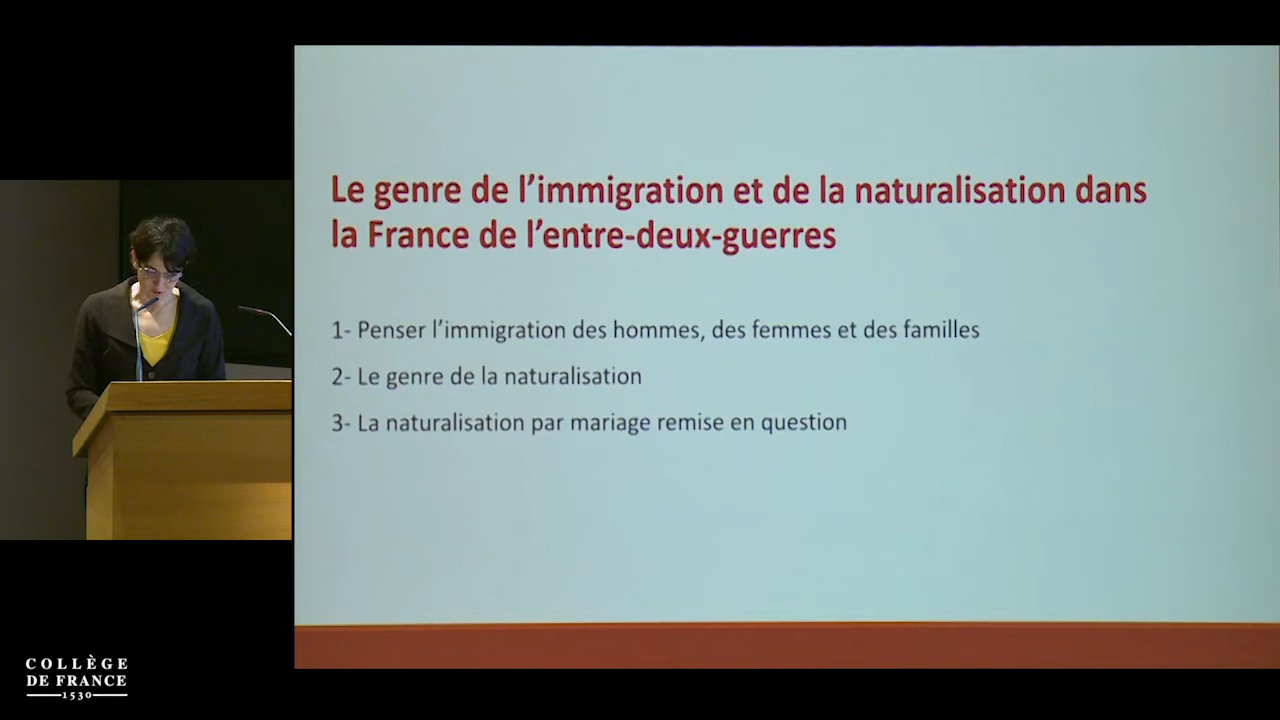 Le genre de l’immigration et de la naturalisation dans
la France de l’entre-deux-guerres
1- Penser l’immigration des hommes, des femmes et des familles
2- Le genre de la naturalisation
3- La naturalisation par mariage remise en question
COLLÈGE
DE FRANCE
1530